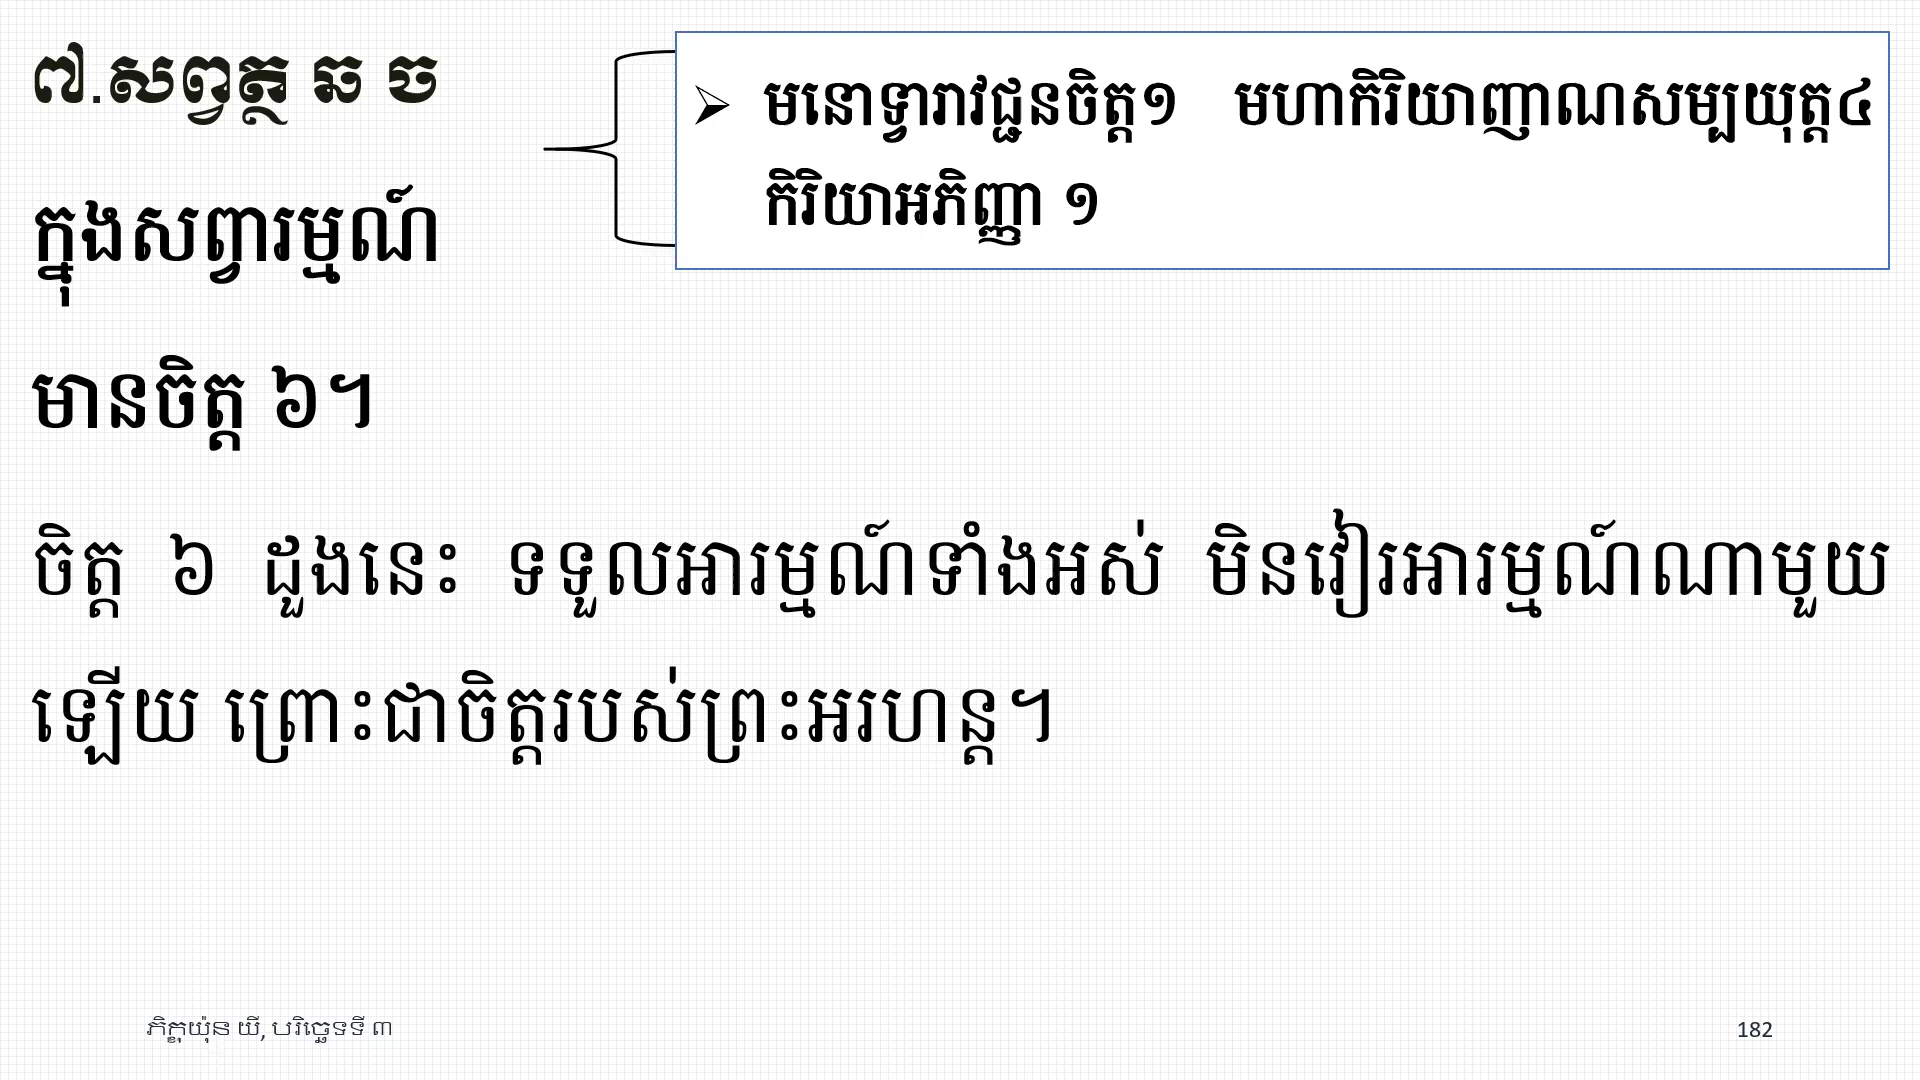 ៧.សព្វត្ថ ឆ ច
ក្នុងសព្វារម្មណ៍
មានចិត្ត ៦។
មនោទ្វារាវជ្ជនចិត្ត១ មហាកិរិយាញាណសម្បយុត្ត៤
កិរិយាអភិញ្ញា ១
ចិត្ត ៦ ដួងនេះ ទទួលអារម្មណ៍ទាំងអស់ មិនវៀរអារម្មណ៍ណាមួយ
ឡើយ ព្រោះជាចិត្តរបស់ព្រះអរហន្ត។
ភិក្ខុយ៉ុន យី, បរិច្ឆេទទី ៣
182